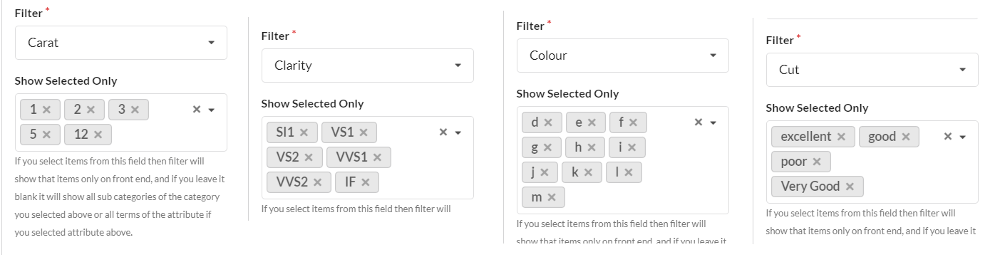 Filter *
Carat
Show Selected Only
1 × 2 × 3 ×
5 × 12 ×
If you select items from this field then filter will
show that items only on front end, and if you leave it
blank it will show all sub categories of the category
you selected above or all terms of the attribute if
you selected attribute above.
Filter *
Clarity
Show Selected Only
SI1 × VS1 ×
VS2 × VVS1 ×
VVS2 × IF ×
If you select items from this field then filter will
Filter *
Colour
Show Selected Only
d × e × f ×
g × h × i ×
j × k × l ×
m ×
If you select items from this field then filter will
show that items only on front end, and if you leave it
Filter *
Cut
Show Selected Only
excellent × good ×
poor ×
Very Good ×
If you select items from this field then filter will
show that items only on front end, and if you leave it